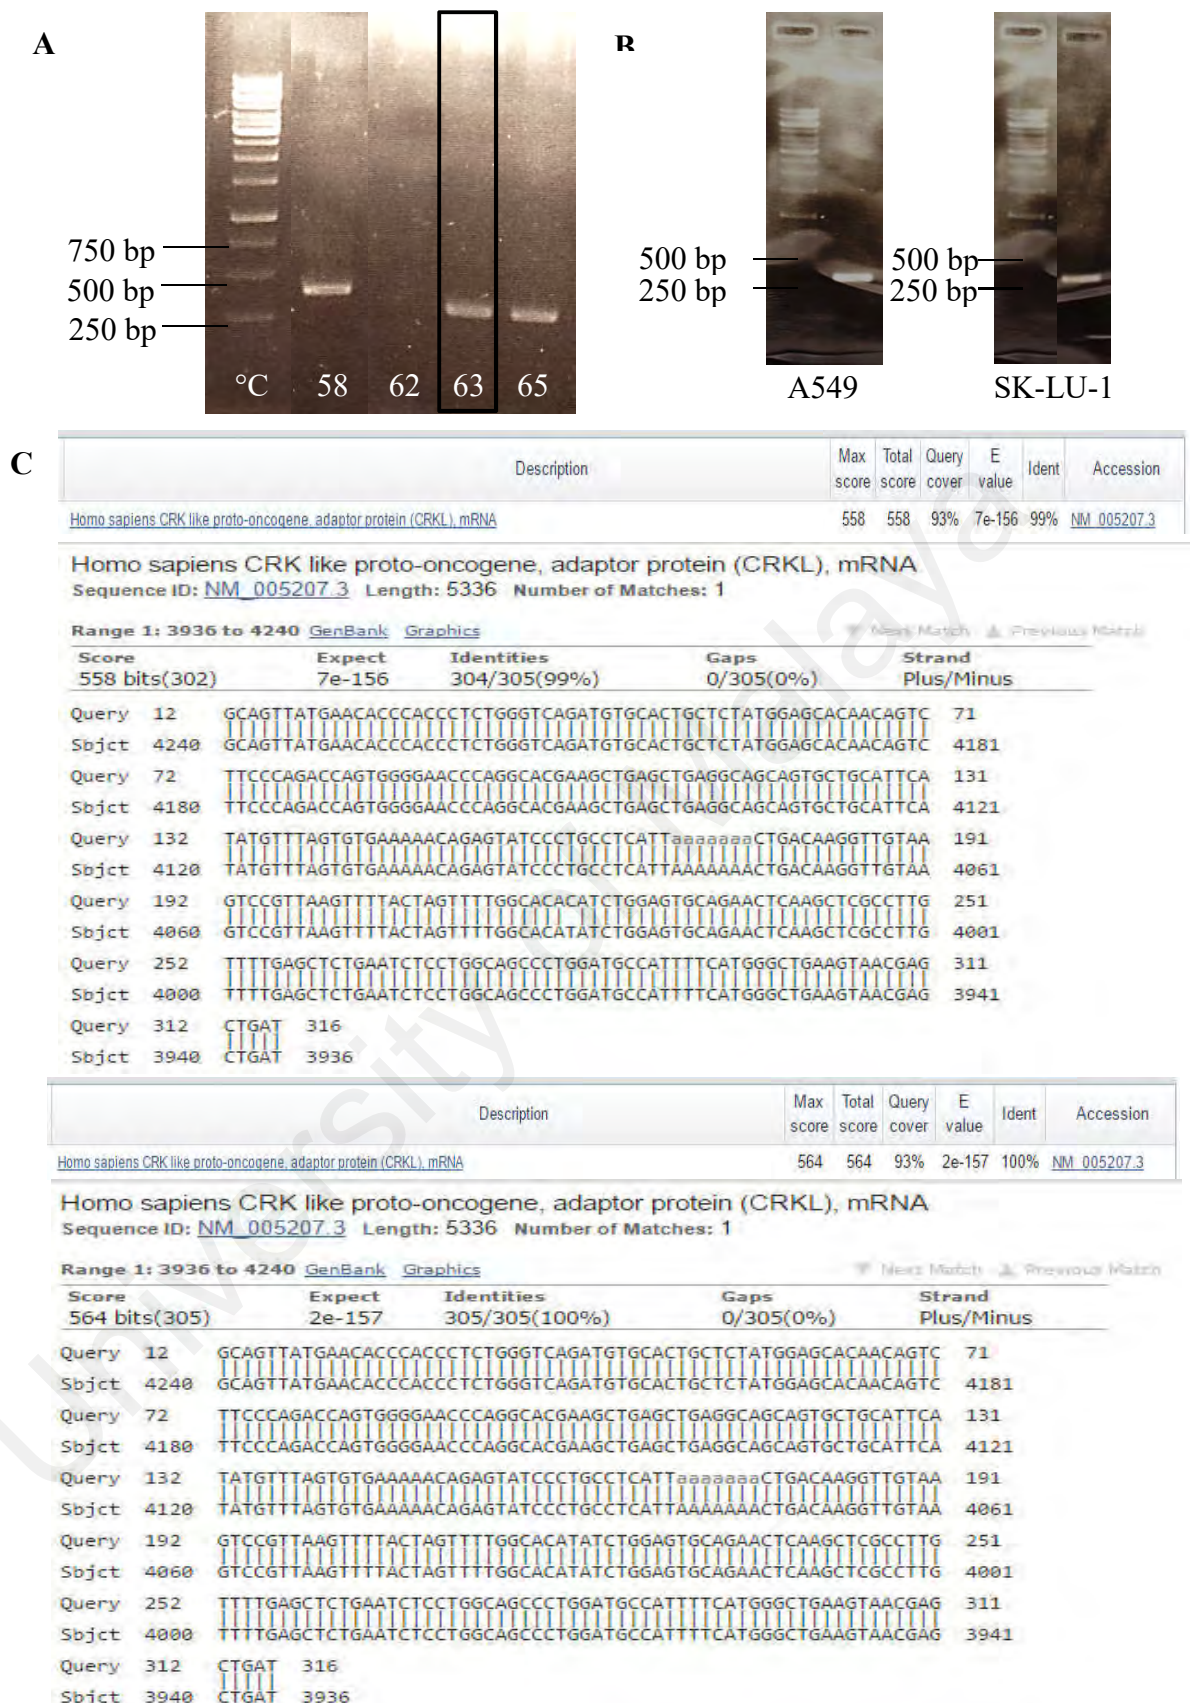 A
B
750 bp
500 bp
250 bp
°C 58 62 63 65
500 bp
250 bp
500 bp
250 bp
A549
SK-LU-1
C
Description Max score Total score Query cover E value Ident Accession
Homo sapiens CRK like proto-oncogene, adaptor protein (CRKL), mRNA 558 558 93% 7e-156 99% NM_005207.3
Homo sapiens CRK like proto-oncogene, adaptor protein (CRKL), mRNA
Sequence ID: NM_005207.3 Length: 5336 Number of Matches: 1
Range 1: 3936 to 4240 GenBank Graphics Next Match Previous Match
Score Expect Identities Gaps Strand
558 bits(302) 7e-156 304/305(99%) 0/305(0%) Plus/Minus
Query 12 GCAGTTATGAACACCCACCCTCTGGGTCAGATGTGCACTGCTCTATGGAGCACAACAGTC 71
Sbjct 4240 GCAGTTATGAACACCCACCCTCTGGGTCAGATGTGCACTGCTCTATGGAGCACAACAGTC 4181
Query 72 TTCCCAGACCAGTGGGGAACCCAGGCACGAAGCTGAGCTGAGGCAGCAGTGCTGCATTCA 131
Sbjct 4180 TTCCCAGACCAGTGGGGAACCCAGGCACGAAGCTGAGCTGAGGCAGCAGTGCTGCATTCA 4121
Query 132 TATGTTTAGTGTGAAAAACAGAGTATCCCTGCCTCATTaaaaaaaCTGACAAGGTTGTAA 191
Sbjct 4120 TATGTTTAGTGTGAAAAACAGAGTATCCCTGCCTCATTAAAAAAACTGACAAGGTTGTAA 4061
Query 192 GTCCGTTAAGTTTTACTAGTTTTGGCACACATCTGGAGTGCAGAACTCAAGCTCGCCTTG 251
Sbjct 4060 GTCCGTTAAGTTTTACTAGTTTTGGCACATATCTGGAGTGCAGAACTCAAGCTCGCCTTG 4001
Query 252 TTTTGAGCTCTGAATCTCCTGGCAGCCCTGGATGCCATTTTCATGGGCTGAAGTAACGAG 311
Sbjct 4000 TTTTGAGCTCTGAATCTCCTGGCAGCCCTGGATGCCATTTTCATGGGCTGAAGTAACGAG 3941
Query 312 CTGAT 316
Sbjct 3940 CTGAT 3936
Description Max score Total score Query cover E value Ident Accession
Homo sapiens CRK like proto-oncogene, adaptor protein (CRKL), mRNA 564 564 93% 2e-157 100% NM_005207.3
Homo sapiens CRK like proto-oncogene, adaptor protein (CRKL), mRNA
Sequence ID: NM_005207.3 Length: 5336 Number of Matches: 1
Range 1: 3936 to 4240 GenBank Graphics Next Match Previous Match
Score Expect Identities Gaps Strand
564 bits(305) 2e-157 305/305(100%) 0/305(0%) Plus/Minus
Query 12 GCAGTTATGAACACCCACCCTCTGGGTCAGATGTGCACTGCTCTATGGAGCACAACAGTC 71
Sbjct 4240 GCAGTTATGAACACCCACCCTCTGGGTCAGATGTGCACTGCTCTATGGAGCACAACAGTC 4181
Query 72 TTCCCAGACCAGTGGGGAACCCAGGCACGAAGCTGAGCTGAGGCAGCAGTGCTGCATTCA 131
Sbjct 4180 TTCCCAGACCAGTGGGGAACCCAGGCACGAAGCTGAGCTGAGGCAGCAGTGCTGCATTCA 4121
Query 132 TATGTTTAGTGTGAAAAACAGAGTATCCCTGCCTCATTaaaaaaaCTGACAAGGTTGTAA 191
Sbjct 4120 TATGTTTAGTGTGAAAAACAGAGTATCCCTGCCTCATTAAAAAAACTGACAAGGTTGTAA 4061
Query 192 GTCCGTTAAGTTTTACTAGTTTTGGCACATATCTGGAGTGCAGAACTCAAGCTCGCCTTG 251
Sbjct 4060 GTCCGTTAAGTTTTACTAGTTTTGGCACATATCTGGAGTGCAGAACTCAAGCTCGCCTTG 4001
Query 252 TTTTGAGCTCTGAATCTCCTGGCAGCCCTGGATGCCATTTTCATGGGCTGAAGTAACGAG 311
Sbjct 4000 TTTTGAGCTCTGAATCTCCTGGCAGCCCTGGATGCCATTTTCATGGGCTGAAGTAACGAG 3941
Query 312 CTGAT 316
Sbjct 3940 CTGAT 3936
University of Malaya